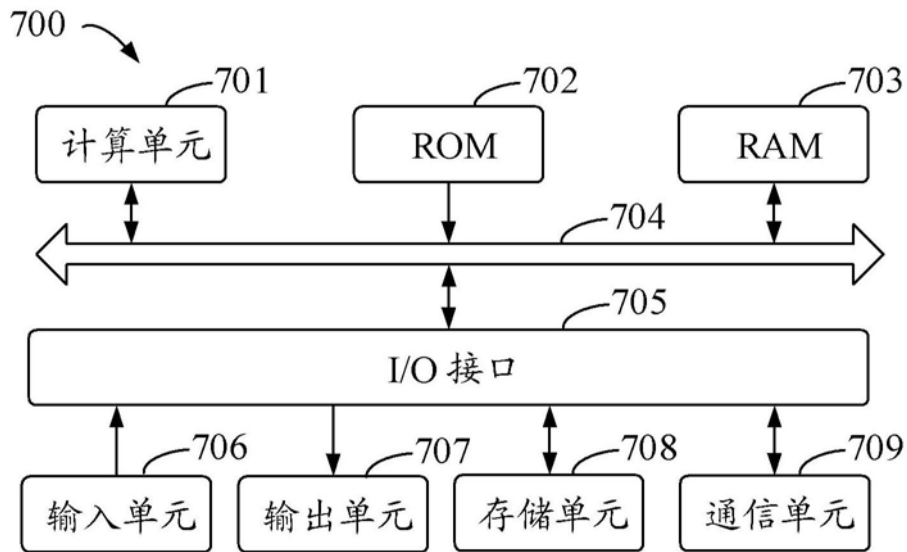 700
701
702
703
计算单元
ROM
RAM
704
705
I/O 接口
706
707
708
709
输入单元
输出单元
存储单元
通信单元